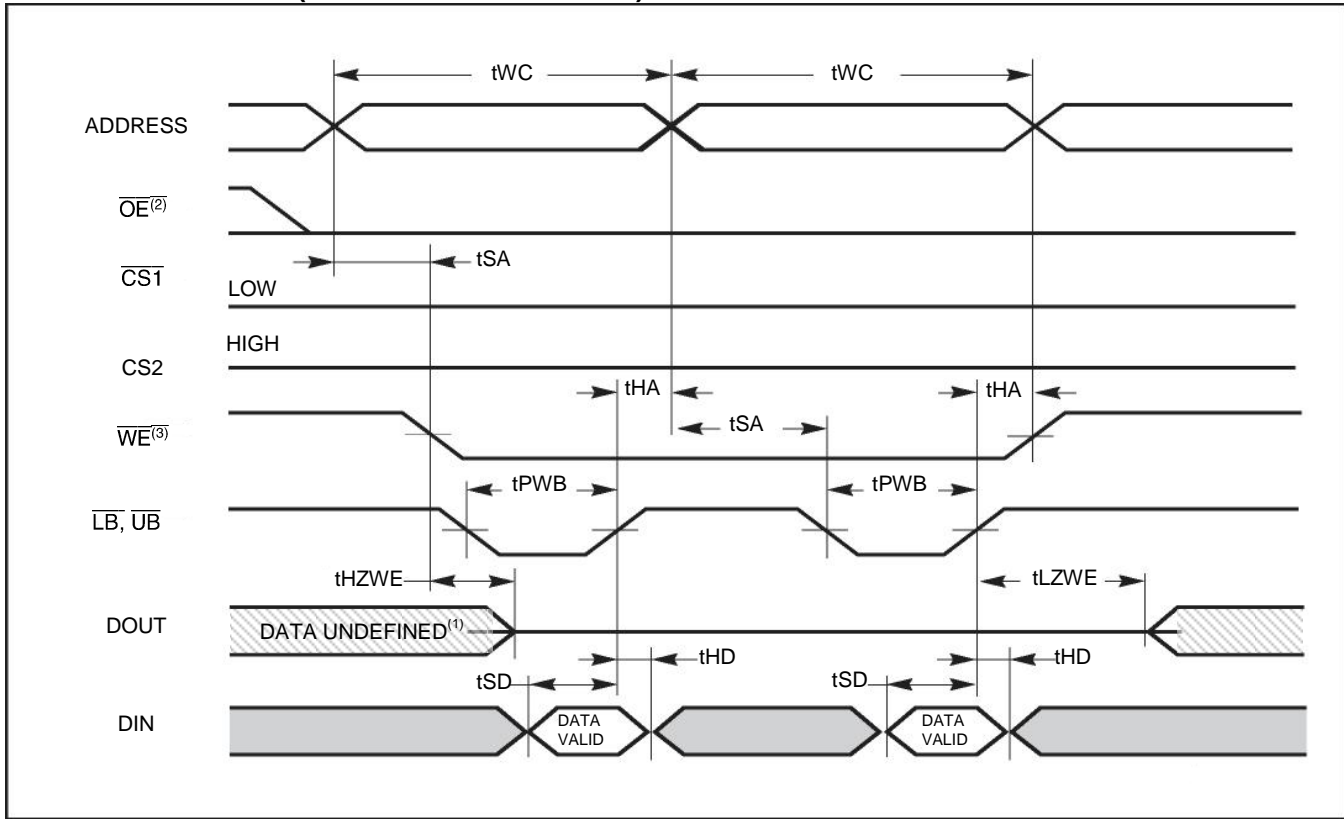 tWC tWC
ADDRESS
OE(2)
tSA
CS1
LOW
HIGH
CS2
tHA tHA
tSA
WE(3)
tPWB tPWB
LB, UB
tHZWE tLZWE
DOUT
DATA UNDEFINED(1)
tHD tHD
tSD tSD
DIN
DATA VALID
DATA VALID